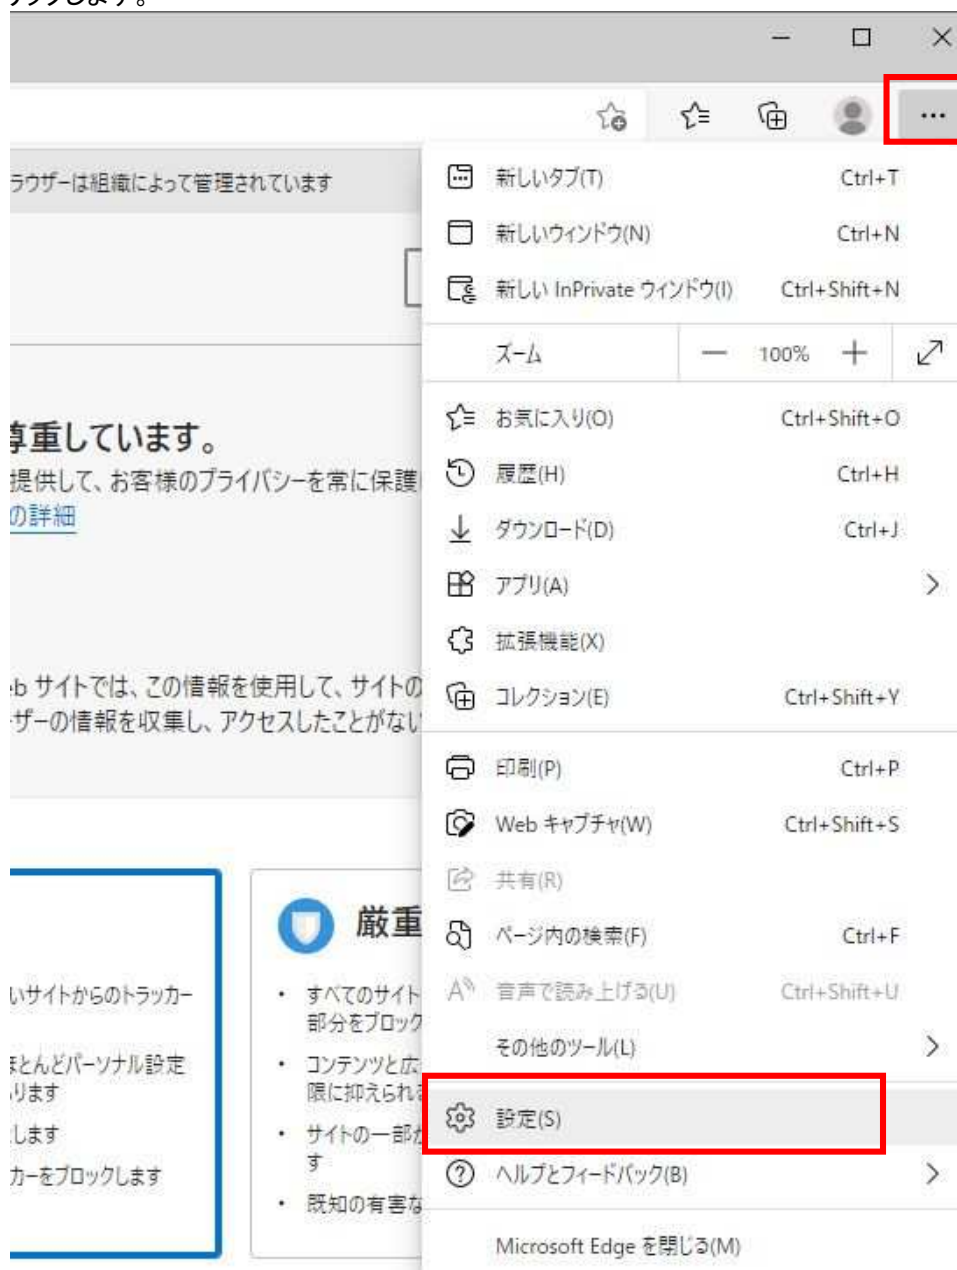 リックします。
ラウザーは組織によって管理されています
尊重しています。
提供して、お客様のプライバシーを常に保護
の詳細
eb サイトでは、この情報を使用して、サイトの
ザーの情報を収集し、アクセスしたことがない
いサイトからのトラッカー
ほとんどパーソナル設定
ります
します
カーをブロックします
厳重
• すべてのサイト
部分をブロック
• コンテンツと広
限に抑えられ
• サイトの一部が
す
• 既知の有害な
新しいタブ(T) Ctrl+T
新しいウィンドウ(N) Ctrl+N
新しい InPrivate ウィンドウ(I) Ctrl+Shift+N
ズーム — 100% +
お気に入り(O) Ctrl+Shift+O
履歴(H) Ctrl+H
ダウンロード(D) Ctrl+J
アプリ(A)
拡張機能(X)
コレクション(E) Ctrl+Shift+Y
印刷(P) Ctrl+P
Web キャプチャ(W) Ctrl+Shift+S
共有(R)
ページ内の検索(F) Ctrl+F
音声で読み上げる(U) Ctrl+Shift+U
その他のツール(L)
設定(S)
ヘルプとフィードバック(B)
Microsoft Edge を閉じる(M)